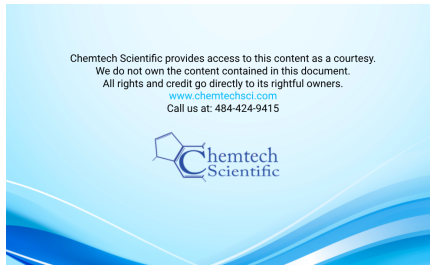 Chemtech Scientific provides access to this content as a courtesy.
We do not own the content contained in this document.
All rights and credit go directly to its rightful owners.
www.chemtechsci.com
Call us at: 484-424-9415
Chemtech
Scientific